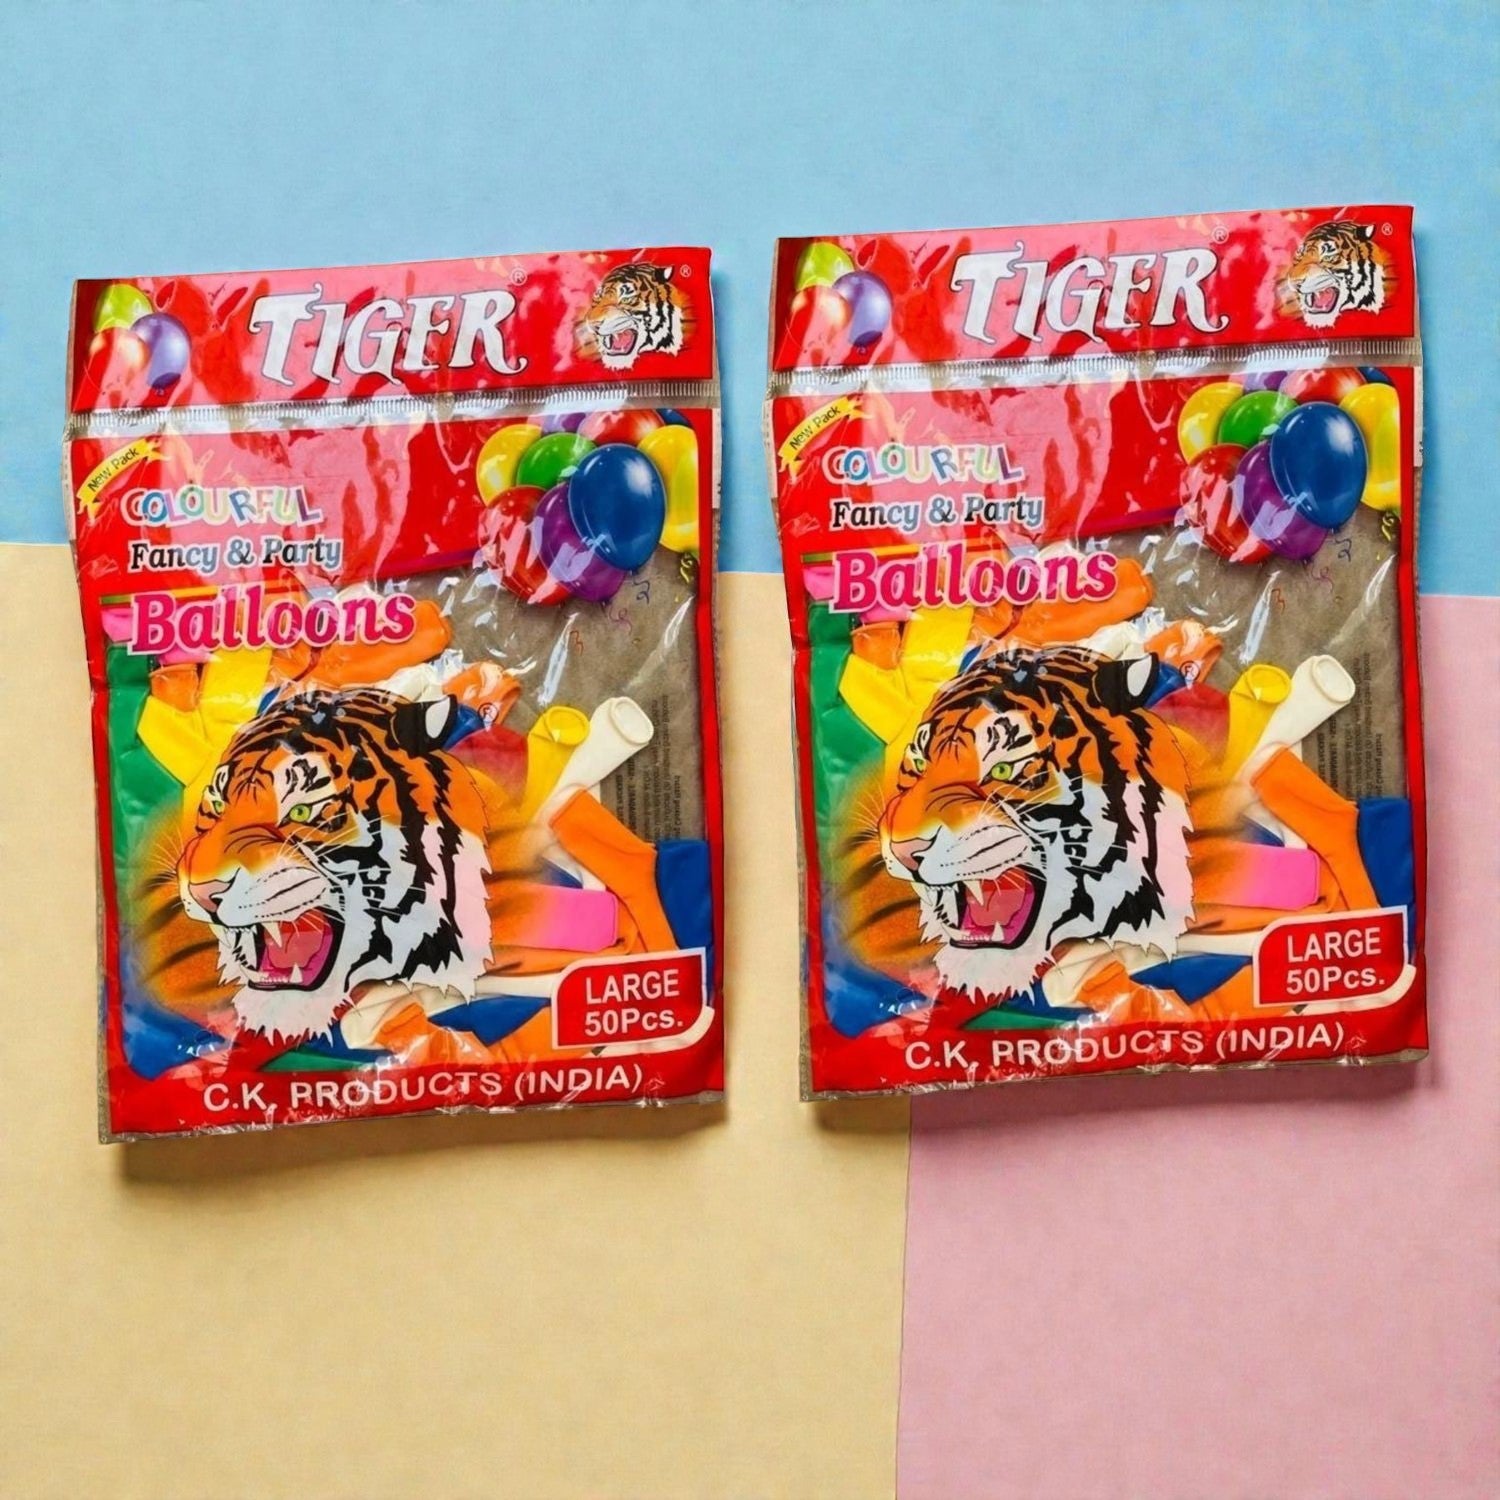 TIGER
®
®
New Pack
COLOURFUL
Fancy & Party
Balloons
LARGE
50Pcs.
C.K. PRODUCTS (INDIA)
TIGER
®
®
New Pack
COLOURFUL
Fancy & Party
Balloons
LARGE
50Pcs.
C.K. PRODUCTS (INDIA)